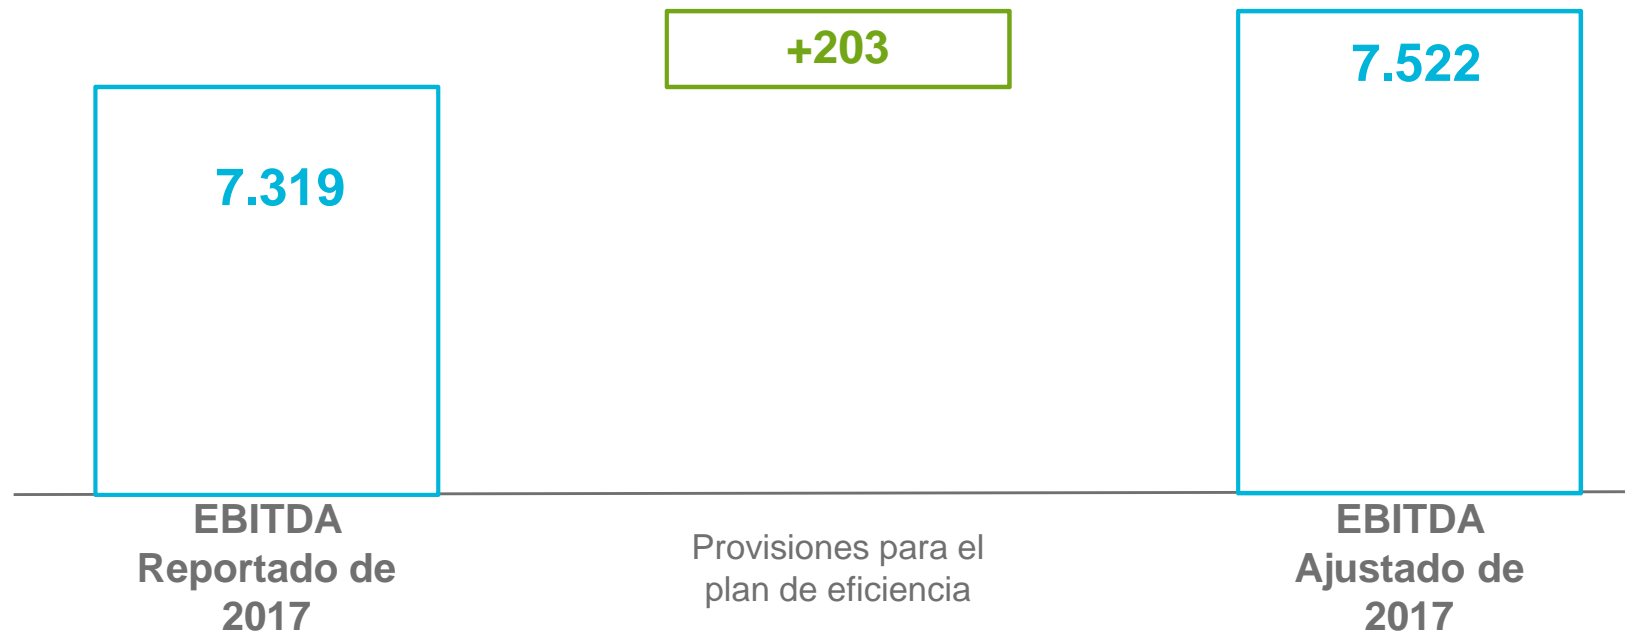 +203
7.522
7.319
EBITDA
Reportado de
2017
Provisiones para el
plan de eficiencia
EBITDA
Ajustado de
2017